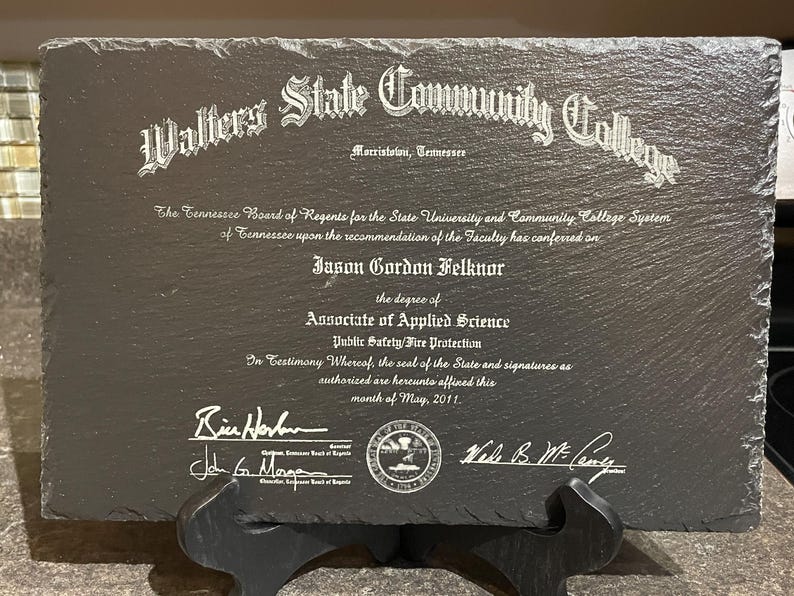 Walters State Community College
Morristown, Tennessee
The Tennessee Board of Regents for the State University and Community College System
of Tennessee upon the recommendation of the Faculty has conferred on
Jason Gordon Felknor
the degree of
Associate of Applied Science
Public Safety/Fire Protection
In Testimony Whereof, the seal of the State and signatures as
authorized are hereunto affixed this
month of May, 2011.
Governor
Chairman, Tennessee Board of Regents
John G. Morgan
Chancellor, Tennessee Board of Regents
Wade B. McCamey
President